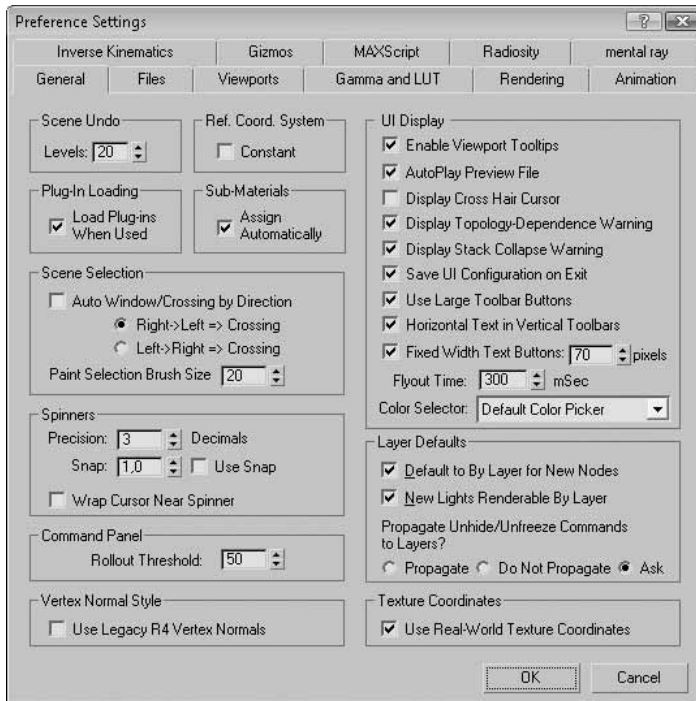 Preference Settings
Inverse Kinematics Gizmos MAXScript Radiosity mental ray
General Files Viewports Gamma and LUT Rendering Animation
Scene Undo
Levels: 20
Ref. Coord. System
Constant
Plug-In Loading
Load Plug-ins
When Used
Sub-Materials
Assign
Automatically
Scene Selection
Auto Window/Crossing by Direction
Right->Left => Crossing
Left->Right => Crossing
Paint Selection Brush Size 20
Spinners
Precision: 3 Decimals
Snap: 1,0 Use Snap
Wrap Cursor Near Spinner
Command Panel
Rollout Threshold: 50
Vertex Normal Style
Use Legacy R4 Vertex Normals
UI Display
Enable Viewport Tooltips
AutoPlay Preview File
Display Cross Hair Cursor
Display Topology-Dependence Warning
Display Stack Collapse Warning
Save UI Configuration on Exit
Use Large Toolbar Buttons
Horizontal Text in Vertical Toolbars
Fixed Width Text Buttons: 70 pixels
Flyout Time: 300 mSec
Color Selector: Default Color Picker
Layer Defaults
Default to By Layer for New Nodes
New Lights Renderable By Layer
Propagate Unhide/Unfreeze Commands
to Layers?
Propagate Do Not Propagate Ask
Texture Coordinates
Use Real-World Texture Coordinates
OK Cancel